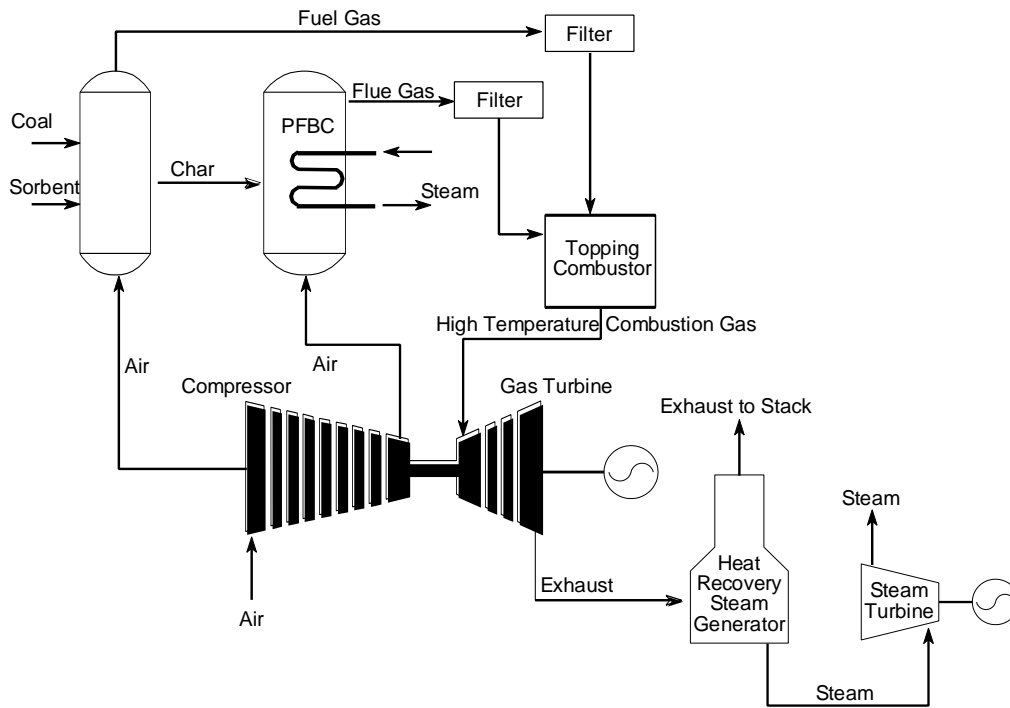 Fuel Gas
Filter
Flue Gas
Filter
Coal
PFBC
Char
Sorbent
Steam
Topping
Combustor
High Temperature Combustion Gas
Air
Air
Compressor
Gas Turbine
Exhaust to Stack
Steam
Heat
Recovery
Steam
Generator
Steam
Turbine
Exhaust
Air
Steam